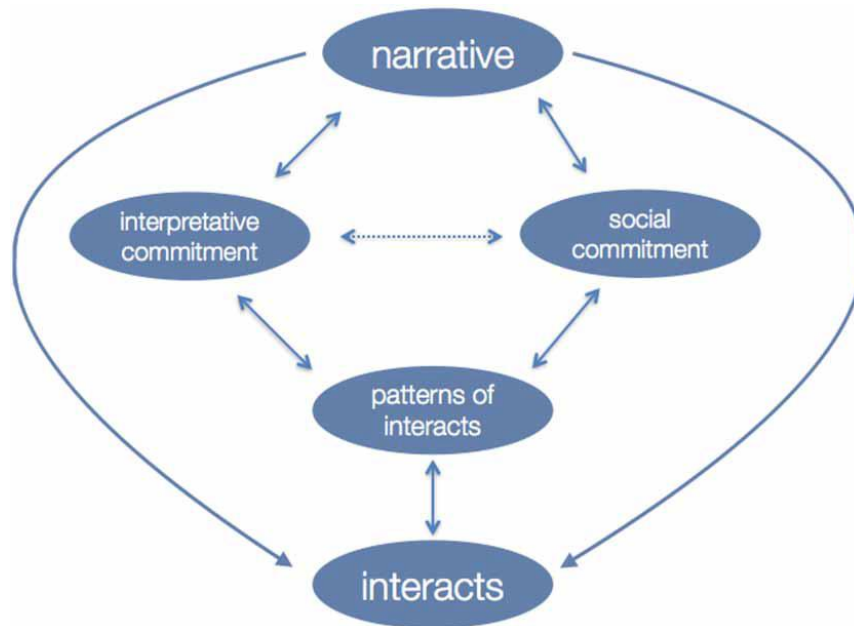 narrative
interpretative
commitment
social
commitment
patterns of
interacts
interacts